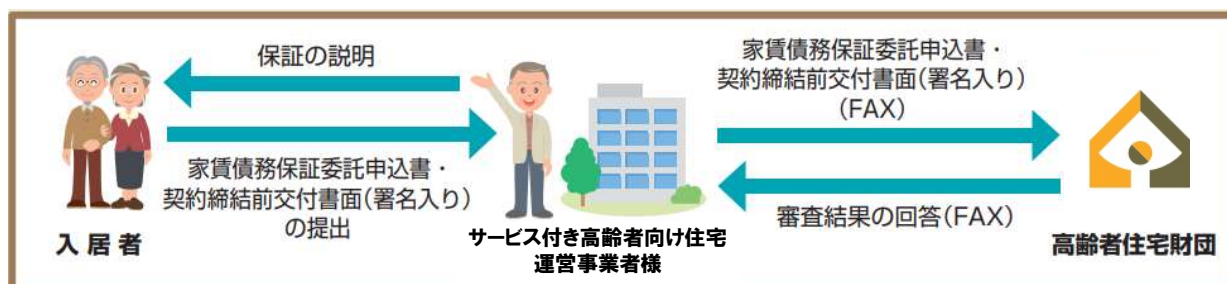 保証の説明
家賃債務保証委託申込書・
契約締結前交付書面(署名入り)
の提出
入居者
サービス付き高齢者向け住宅
運営事業者様
家賃債務保証委託申込書・
契約締結前交付書面(署名入り)
(FAX)
審査結果の回答(FAX)
高齢者住宅財団